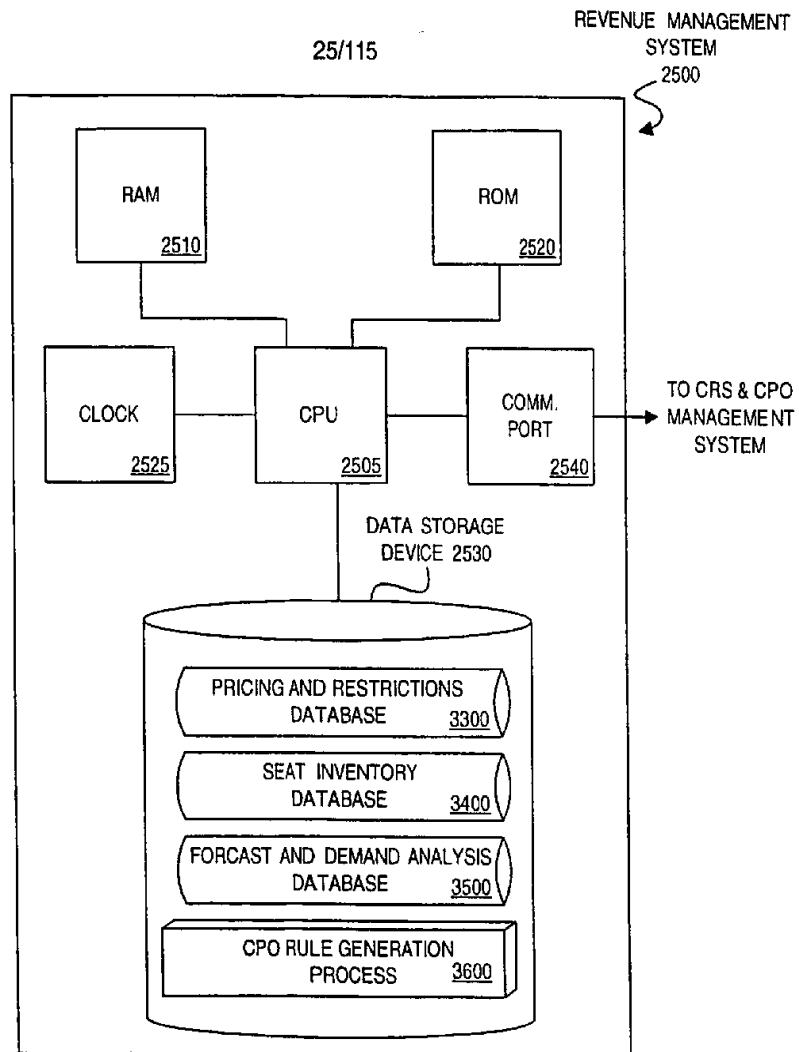 25/115
REVENUE MANAGEMENT
SYSTEM
2500
RAM
2510
ROM
2520
CLOCK
2525
CPU
2505
COMM.
PORT
2540
TO CRS & CPO
MANAGEMENT
SYSTEM
DATA STORAGE
DEVICE 2530
PRICING AND RESTRICTIONS
DATABASE 3300
SEAT INVENTORY
DATABASE 3400
FORCAST AND DEMAND ANALYSIS
DATABASE 3500
CPO RULE GENERATION
PROCESS 3600